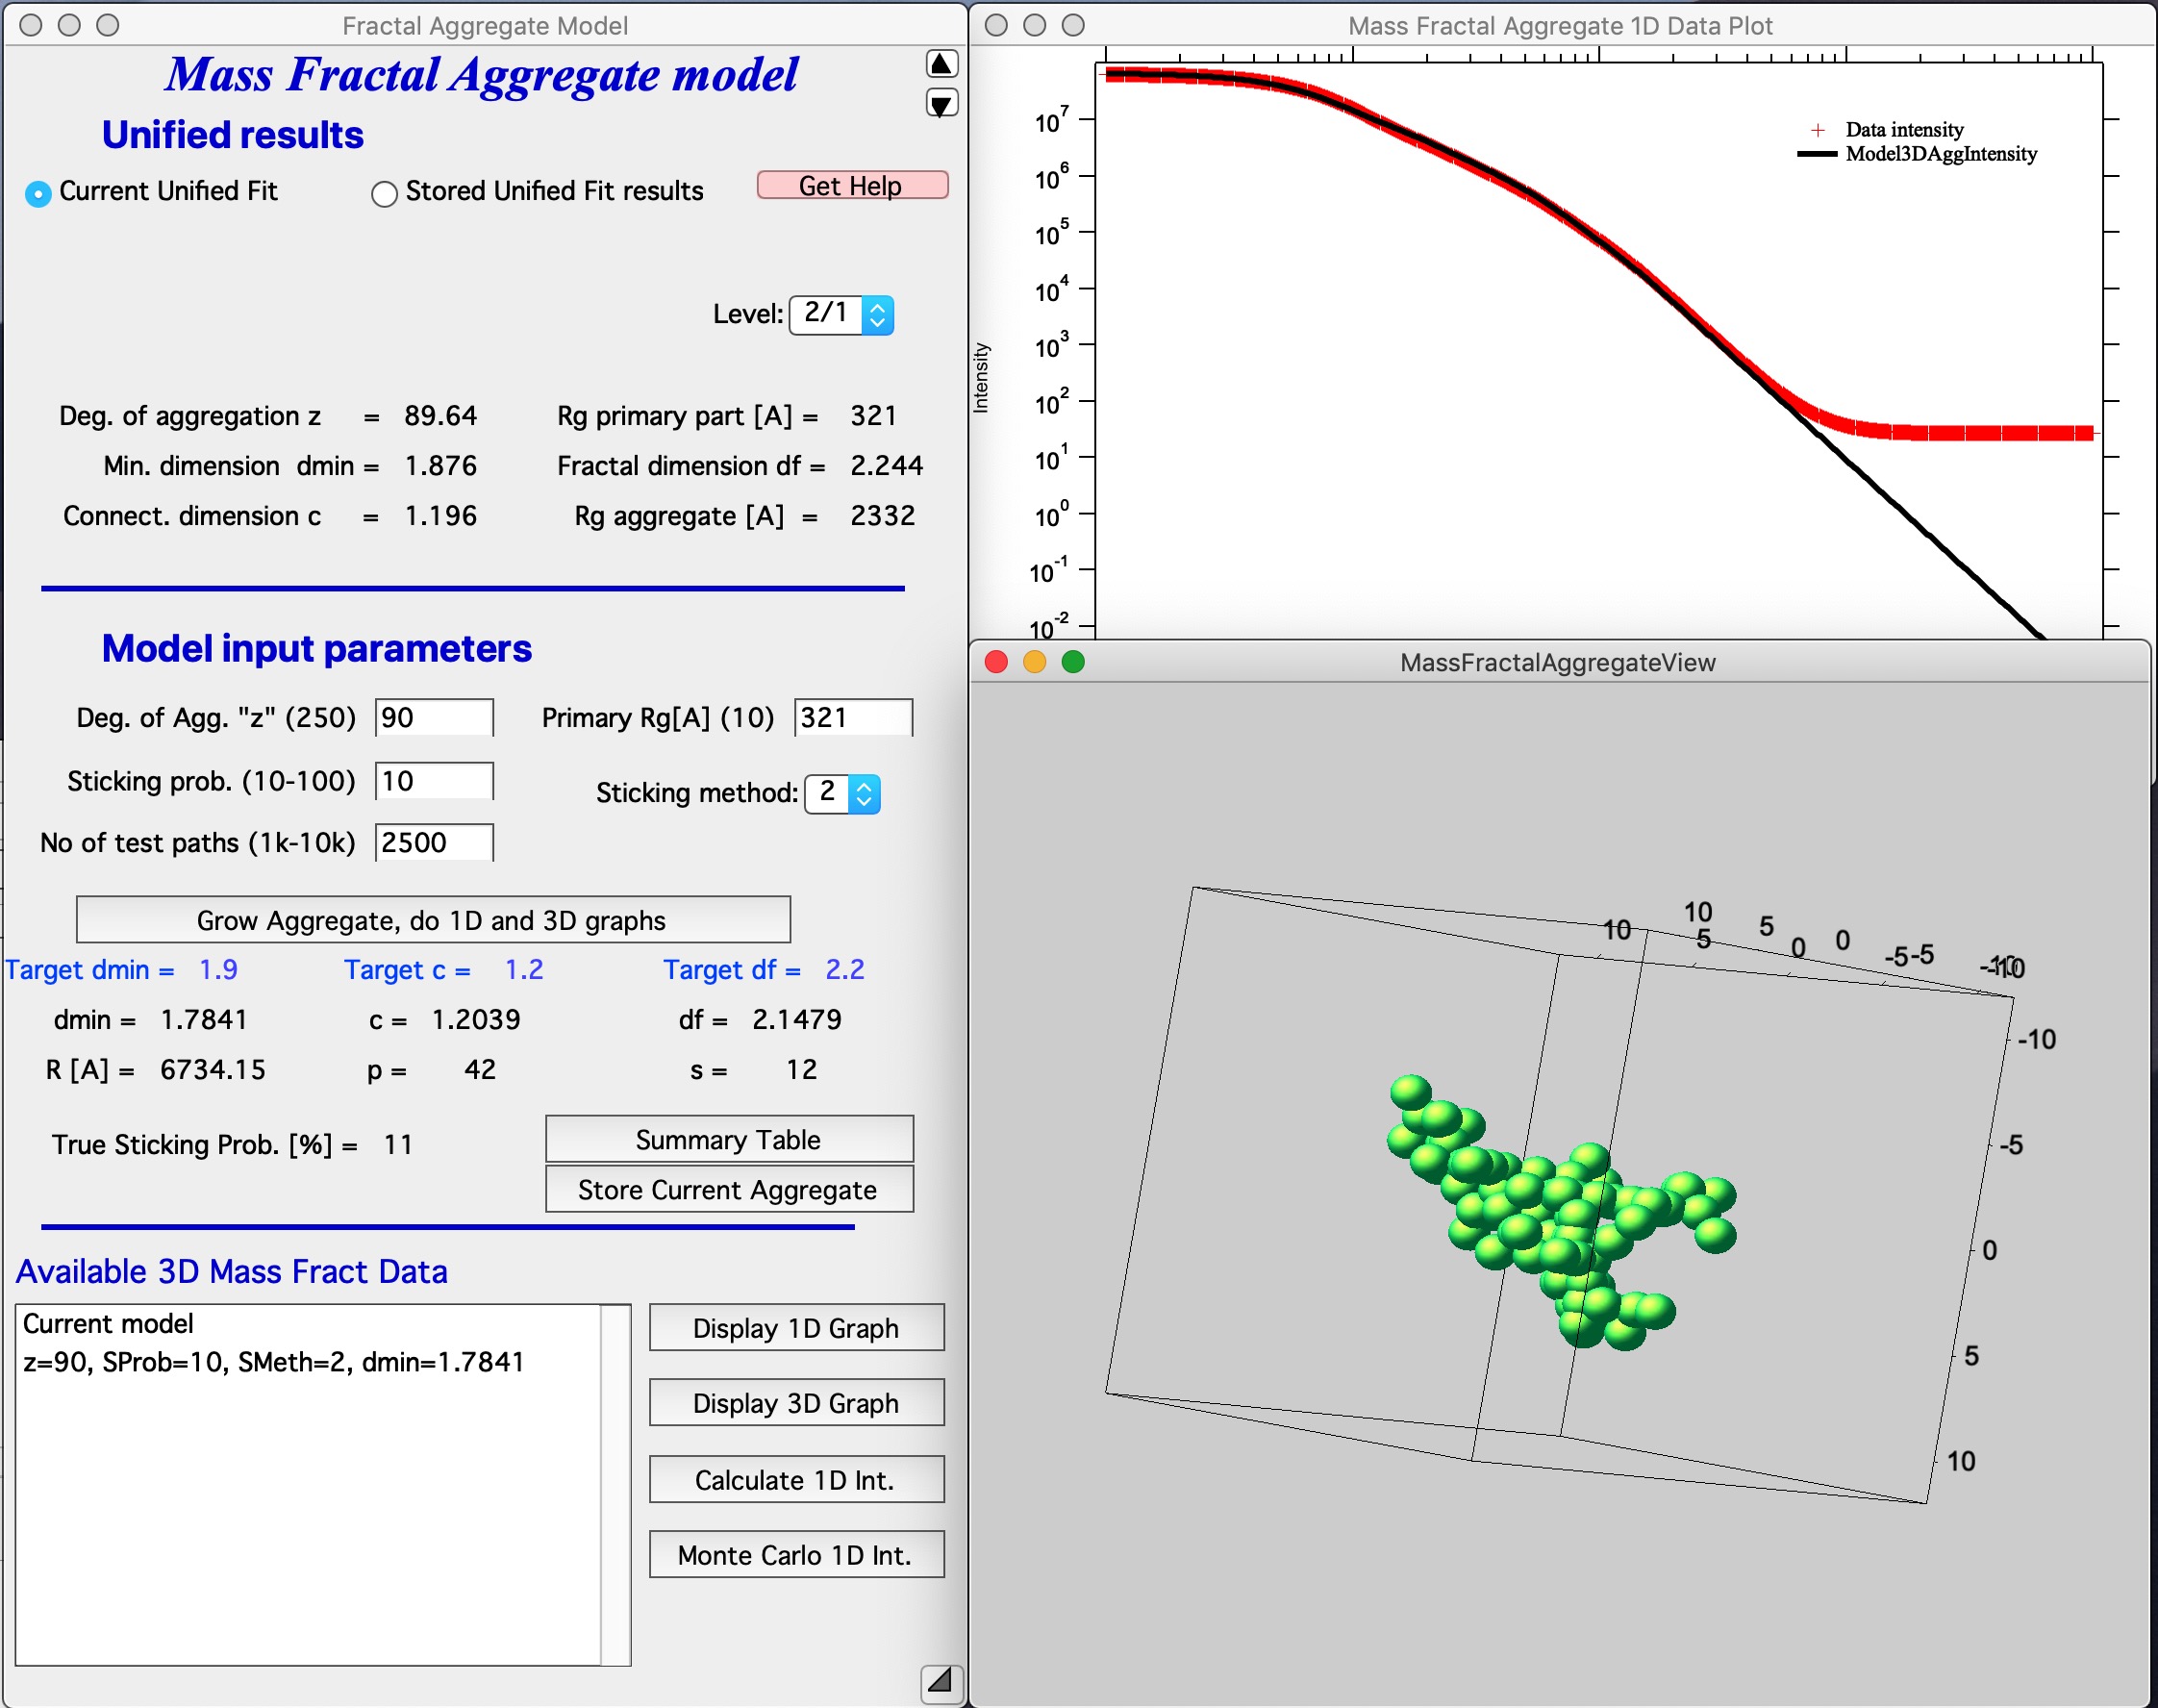 Fractal Aggregate Model
Mass Fractal Aggregate model
Unified results
Current Unified Fit
Stored Unified Fit results
Get Help
Level: 2/1
Deg. of aggregation z = 89.64 Rg primary part [A] = 321
Min. dimension dmin = 1.876 Fractal dimension df = 2.244
Connect. dimension c = 1.196 Rg aggregate [A] = 2332
Model input parameters
Deg. of Agg. "z" (250) 90 Primary Rg[A] (10) 321
Sticking prob. (10-100) 10 Sticking method: 2
No of test paths (1k-10k) 2500
Grow Aggregate, do 1D and 3D graphs
Target dmin = 1.9 Target c = 1.2 Target df = 2.2
dmin = 1.7841 c = 1.2039 df = 2.1479
R [A] = 6734.15 p = 42 s = 12
True Sticking Prob. [%] = 11
Summary Table
Store Current Aggregate
Available 3D Mass Fract Data
Current model
z=90, SProb=10, SMeth=2, dmin=1.7841
Display 1D Graph
Display 3D Graph
Calculate 1D Int.
Monte Carlo 1D Int.
Mass Fractal Aggregate 1D Data Plot
Data intensity
Model3DAggIntensity
Intensity
10^7
10^6
10^5
10^4
10^3
10^2
10^1
10^0
10^-1
10^-2
MassFractalAggregateView
10 5 0 -5 -10
10 5 0 -5 -10
-10
-5
0
5
10